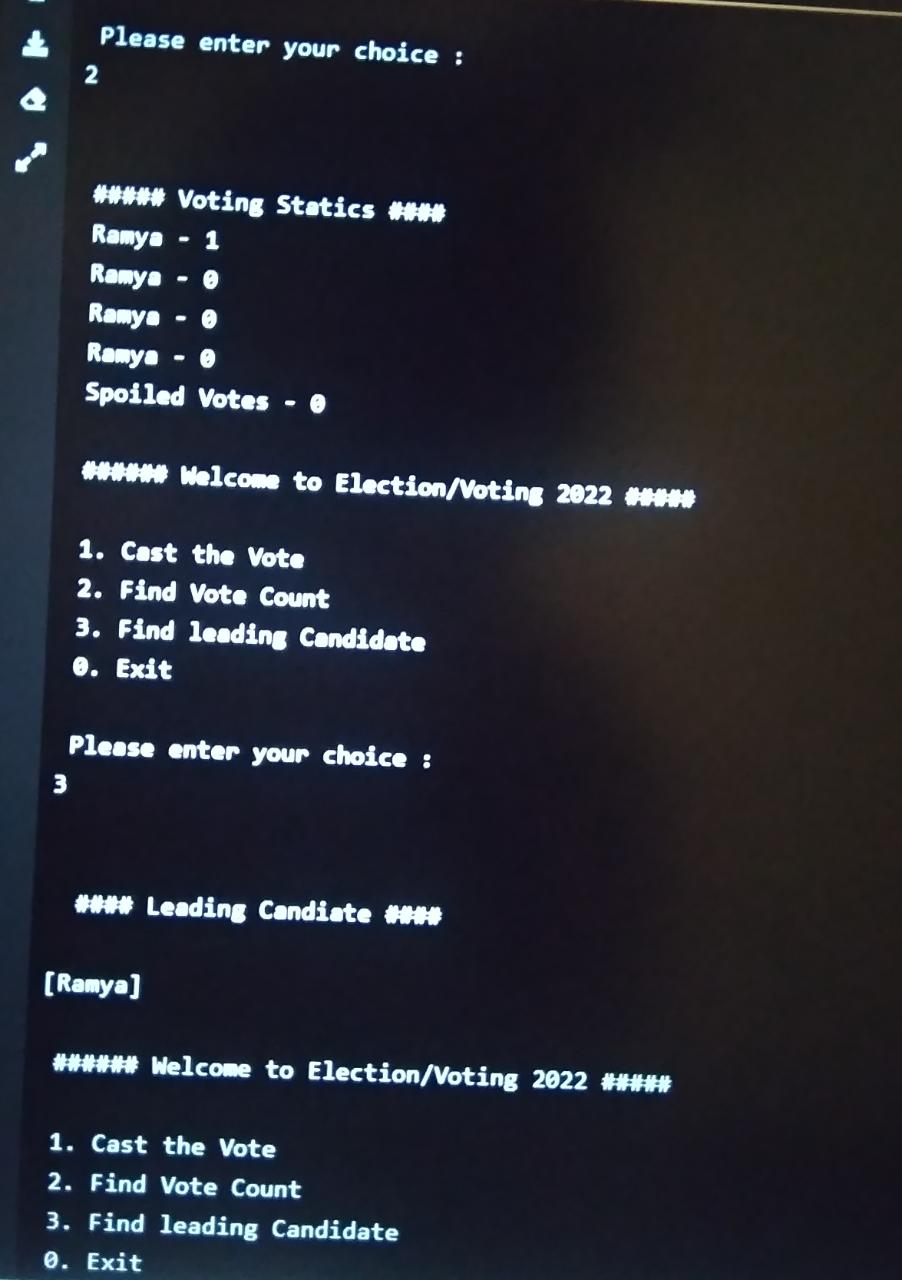 Please enter your choice :
2
##### Voting Statics ####
Ramya - 1
Ramya - 0
Ramya - 0
Ramya - 0
Spoiled Votes - 0
###### Welcome to Election/Voting 2022 #####
1. Cast the Vote
2. Find Vote Count
3. Find leading Candidate
0. Exit
Please enter your choice :
3
#### Leading Candiate ####
[Ramya]
###### Welcome to Election/Voting 2022 #####
1. Cast the Vote
2. Find Vote Count
3. Find leading Candidate
0. Exit